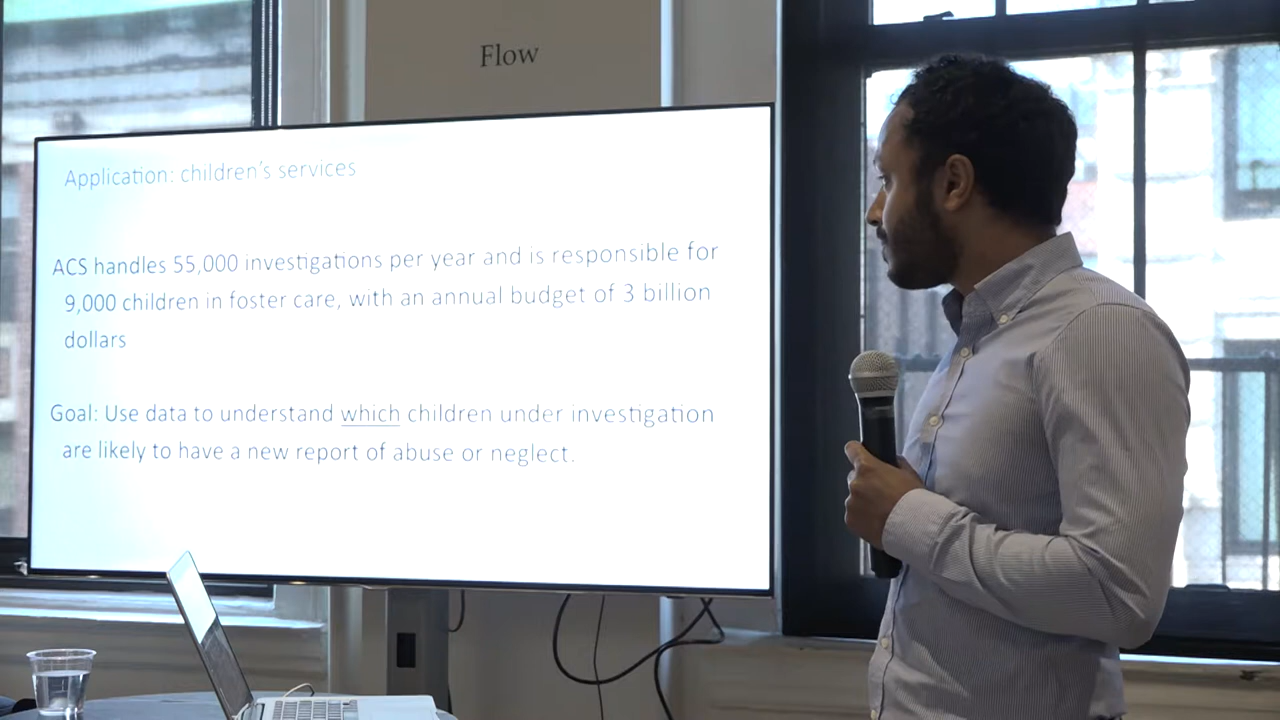 Flow
Application: children's services
ACS handles 55,000 investigations per year and is responsible for
9,000 children in foster care, with an annual budget of 3 billion
dollars
Goal: Use data to understand which children under investigation
are likely to have a new report of abuse or neglect.